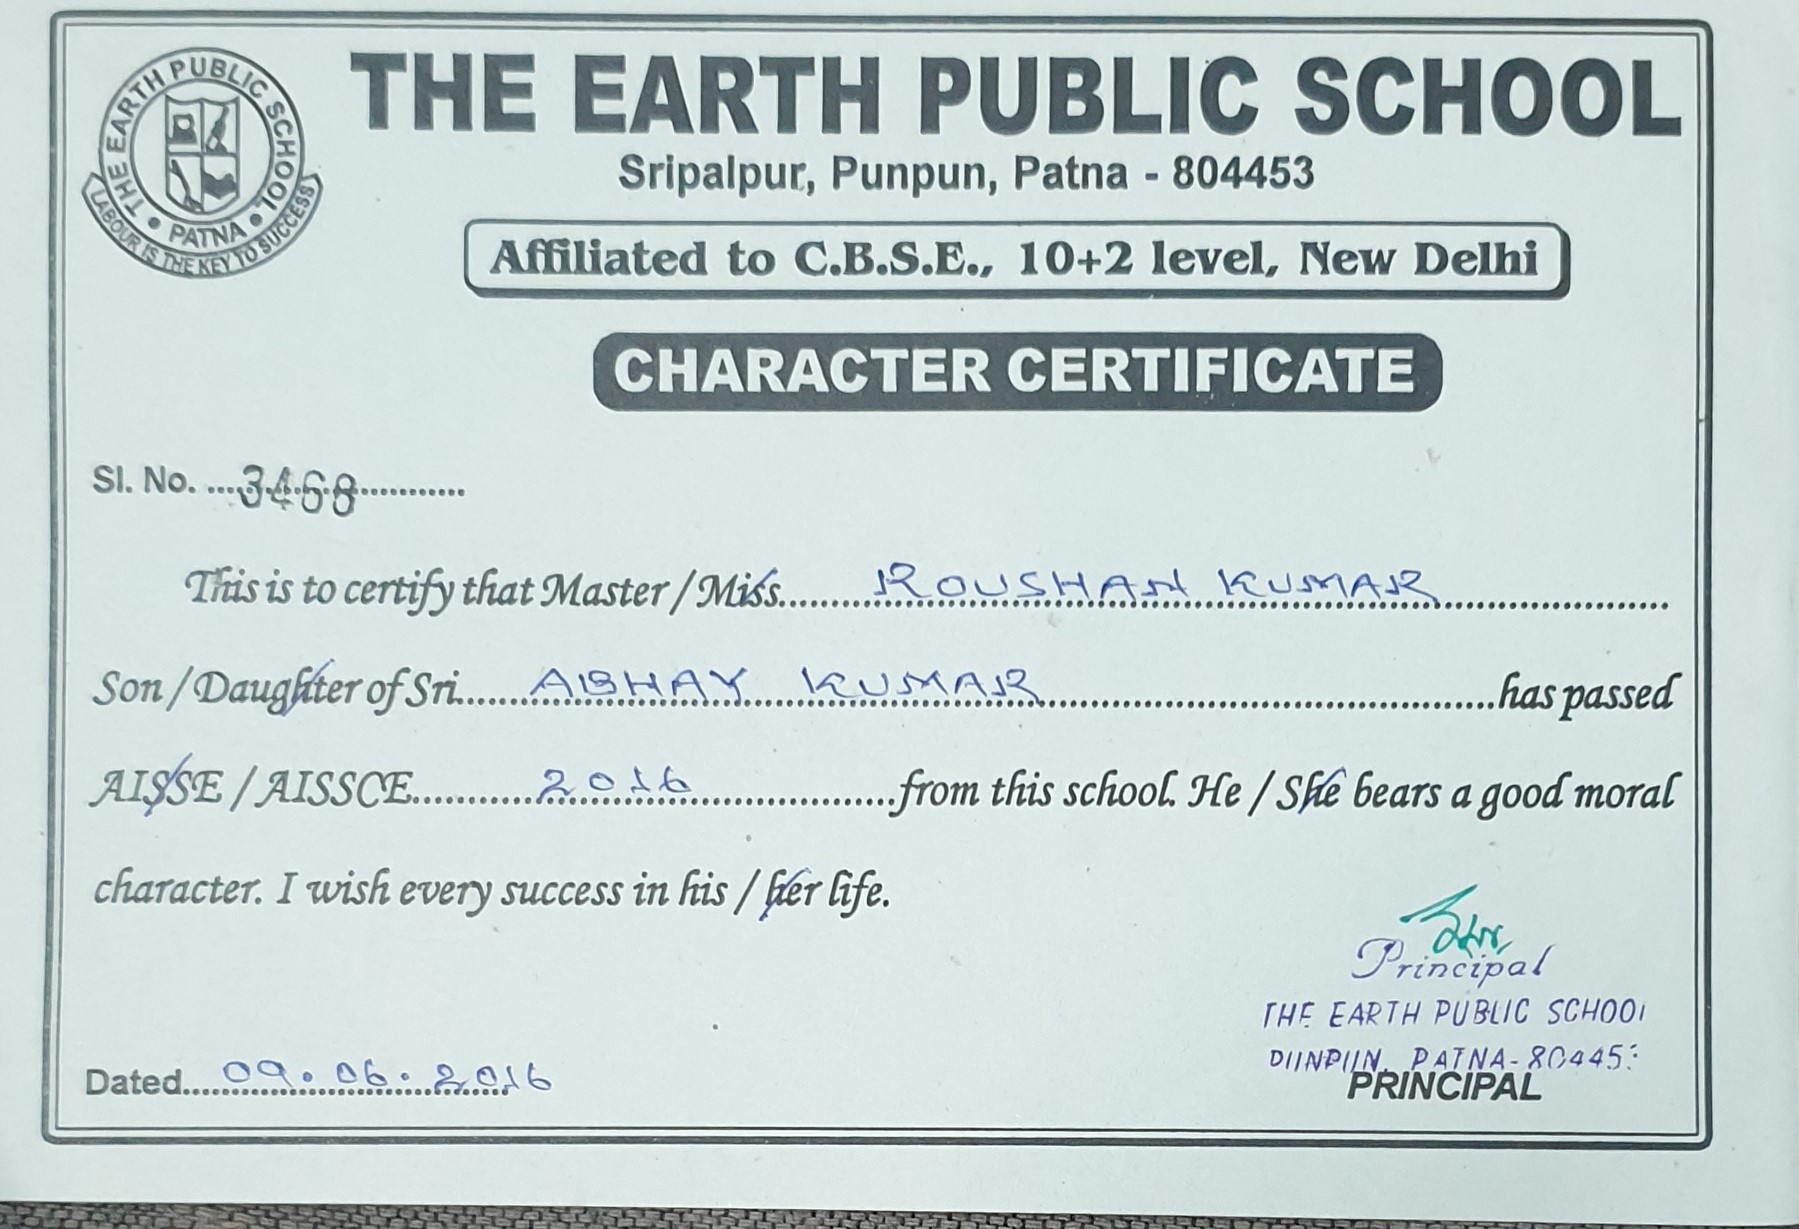 THE EARTH PUBLIC SCHOOL
PATNA
LABOUR IS THE KEY TO SUCCESS
THE EARTH PUBLIC SCHOOL
Sripalpur, Punpun, Patna - 804453
Affiliated to C.B.S.E., 10+2 level, New Delhi
CHARACTER CERTIFICATE
Sl. No. ...3468...........
This is to certify that Master / Miss.......ROUSHAN KUMAR...................
Son / Daughter of Sri......ABHAY KUMAR..............................has passed
AISSE / AISSCE............2016....................from this school. He / She bears a good moral
character. I wish every success in his / her life.
Principal
THE EARTH PUBLIC SCHOOL
PUNPUN, PATNA-804453
Dated....09.06.2016
PRINCIPAL